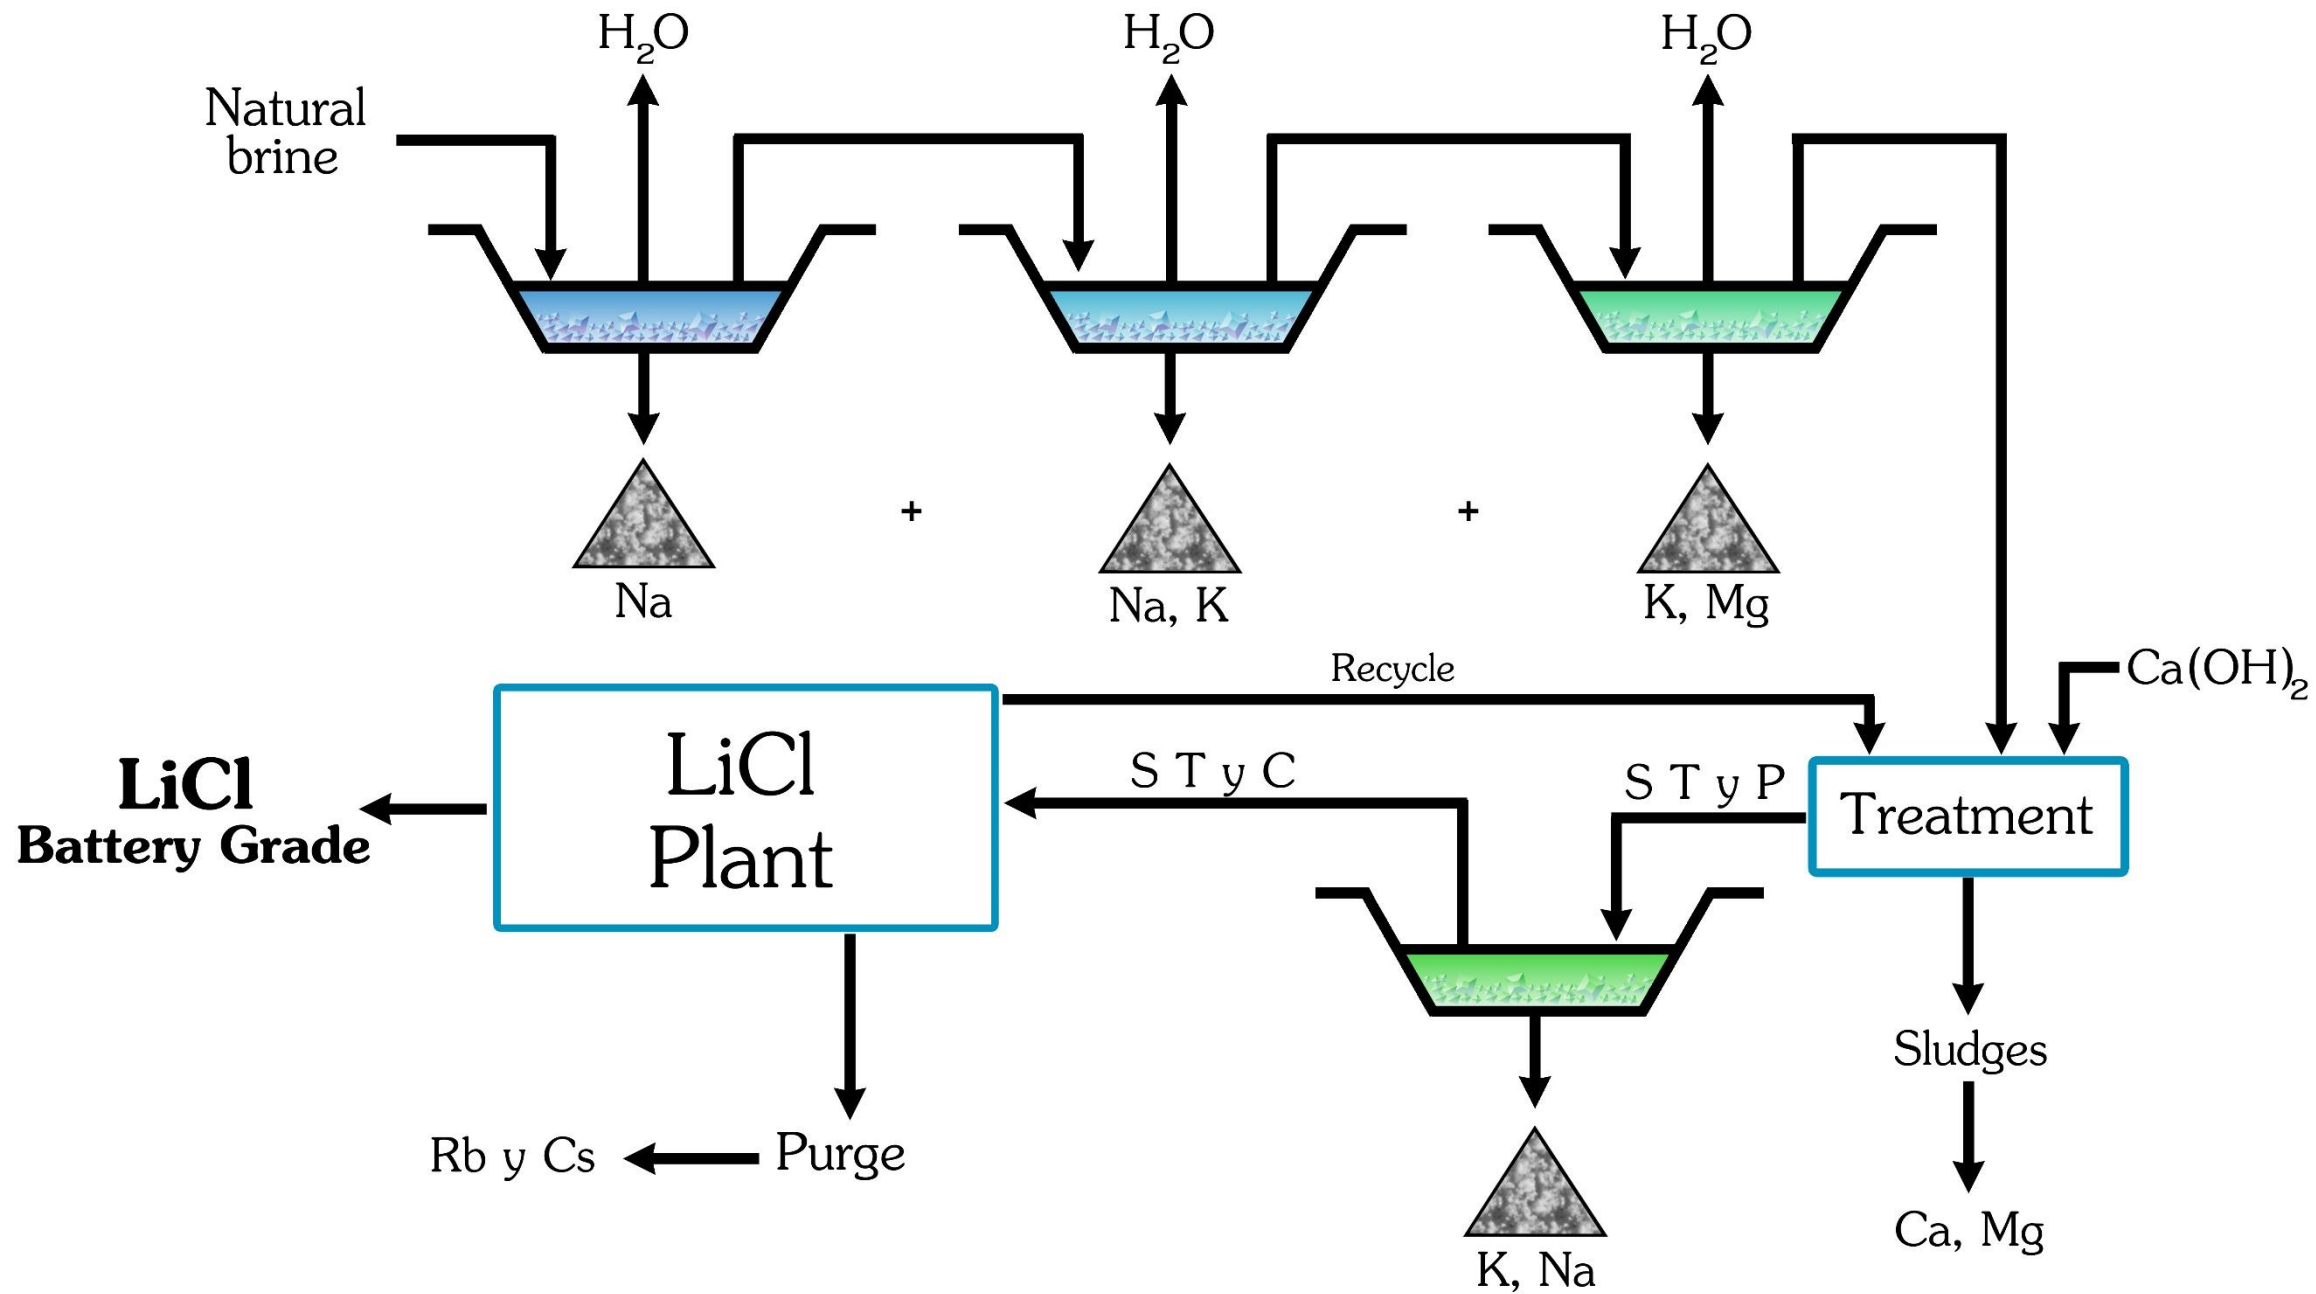 H₂O
H₂O
H₂O
Natural
brine
+
+
Na
Na, K
K, Mg
Recycle
Ca(OH)₂
LiCl
Plant
S T y C
S T y P
Treatment
LiCl
Battery Grade
Sludges
Rb y Cs
Purge
Ca, Mg
K, Na